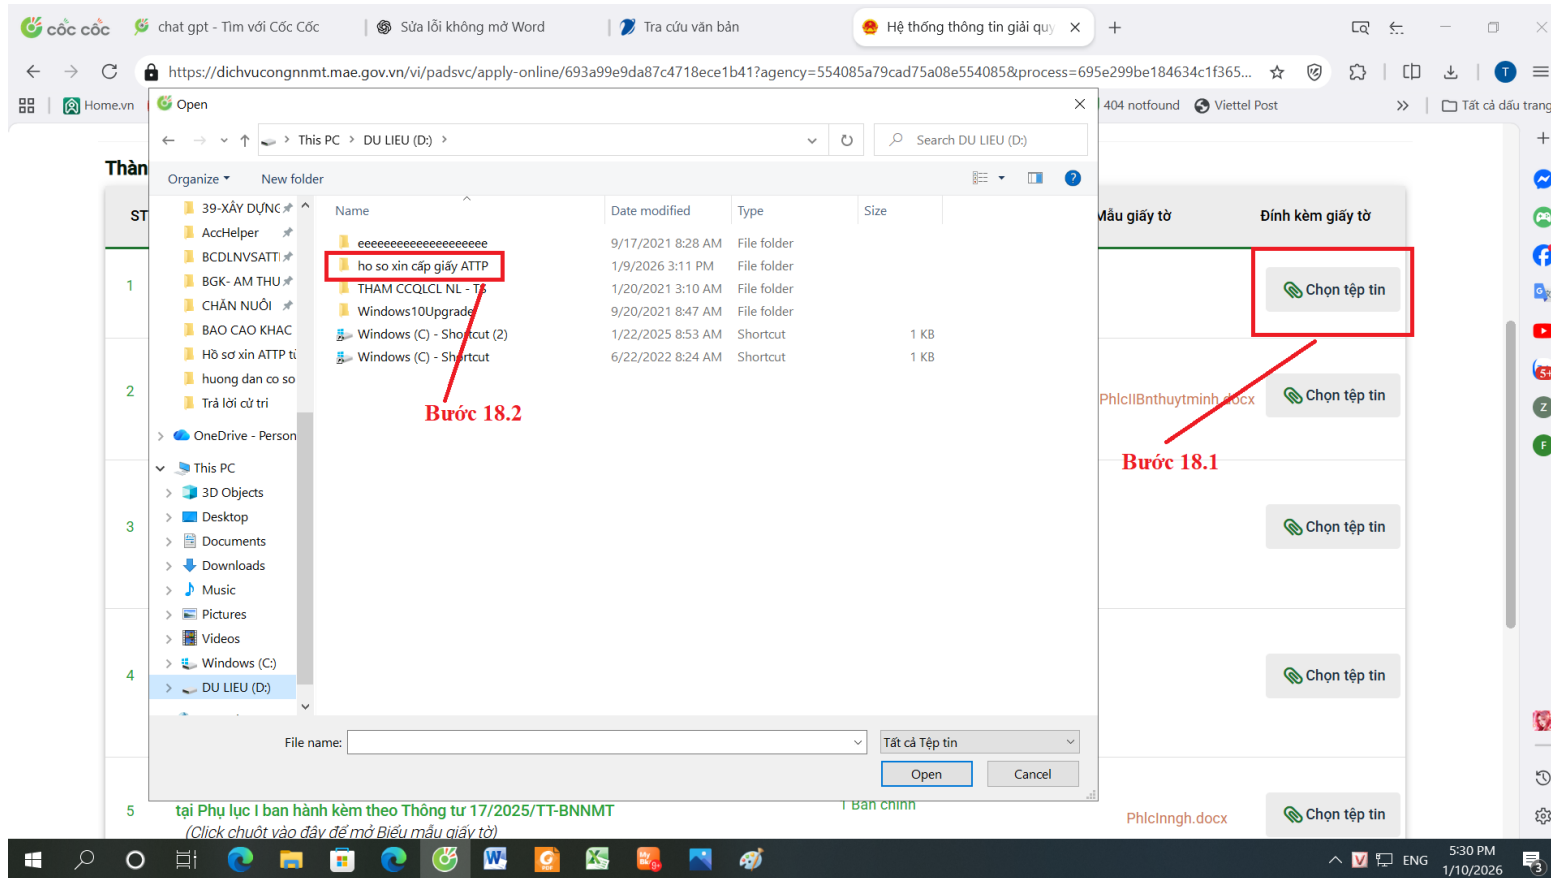 cốc cốc
chat gpt - Tìm với Cốc Cốc
Sửa lỗi không mở Word
Tra cứu văn bản
Hệ thống thông tin giải quy
https://dichvucongnnmt.mae.gov.vn/vi/padsvc/apply-online/693a99e9da87c4718ece1b41?agency=554085a79cad75a08e554085&process=695e299be184634c1f365...
T
Home.vn
404 notfound
Viettel Post
Tất cả dấu trang
Open
This PC > DU LIEU (D:) >
Search DU LIEU (D:)
Organize
New folder
Thàn
ST
Mẫu giấy tờ
Đính kèm giấy tờ
39-XÂY DỰNG
AccHelper
BCDLNVSATTI
BGK- AM THU
CHĂN NUÔI
BAO CAO KHAC
Hồ sơ xin ATTP từ
huong dan co so
Trả lời cử tri
OneDrive - Person
This PC
3D Objects
Desktop
Documents
Downloads
Music
Pictures
Videos
Windows (C:)
DU LIEU (D:)
Name Date modified Type Size
eeeeeeeeeeeeeeeeeeee 9/17/2021 8:28 AM File folder
ho so xin cấp giấy ATTP 1/9/2026 3:11 PM File folder
THAM CCQLCL NL - TS 1/20/2021 3:10 AM File folder
Windows10Upgrade 9/20/2021 8:47 AM File folder
Windows (C) - Shortcut (2) 1/22/2025 8:53 AM Shortcut 1 KB
Windows (C) - Shortcut 6/22/2022 8:24 AM Shortcut 1 KB
Bước 18.2
Bước 18.1
1
Chọn tệp tin
2
PhlcIIBnthuytminh.docx
Chọn tệp tin
3
Chọn tệp tin
4
Chọn tệp tin
File name:
Tất cả Tệp tin
Open
Cancel
5
tại Phụ lục I ban hành kèm theo Thông tư 17/2025/TT-BNNMT
(Click chuột vào đây để mở Biểu mẫu giấy tờ)
1 Bản chính
PhlcInngh.docx
Chọn tệp tin
5+
Z
F
ENG
5:30 PM
1/10/2026
3